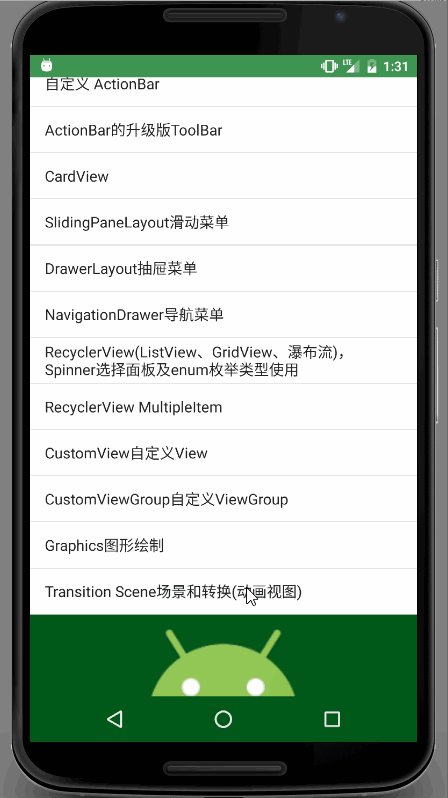 LTE 1:31
自定义 ActionBar
ActionBar的升级版ToolBar
CardView
SlidingPaneLayout滑动菜单
DrawerLayout抽屉菜单
NavigationDrawer导航菜单
RecyclerView(ListView、GridView、瀑布流)，
Spinner选择面板及enum枚举类型使用
RecyclerView MultipleItem
CustomView自定义View
CustomViewGroup自定义ViewGroup
Graphics图形绘制
Transition Scene场景和转换(动画视图)